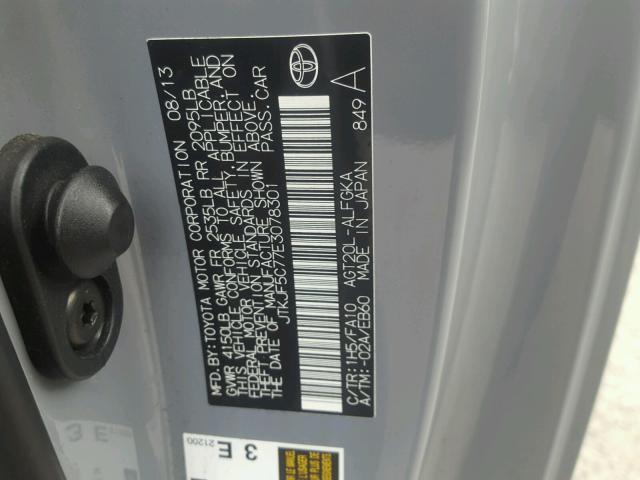 MFD. BY: TOYOTA MOTOR CORPORATION 08/13
GVWR 4150LB GAWR FR 2535LB RR 2095LB
THIS VEHICLE CONFORMS TO ALL APPLICABLE
FEDERAL MOTOR VEHICLE SAFETY, BUMPER, AND
THEFT PREVENTION STANDARDS IN EFFECT ON
THE DATE OF MANUFACTURE SHOWN ABOVE.
JTKJF5C77E3078301 PASS. CAR
C/TR: 1H5/FA10 AGT20L-ALFGKA
A/TM: -02A/EB60 MADE IN JAPAN 849 A
3 E
21200